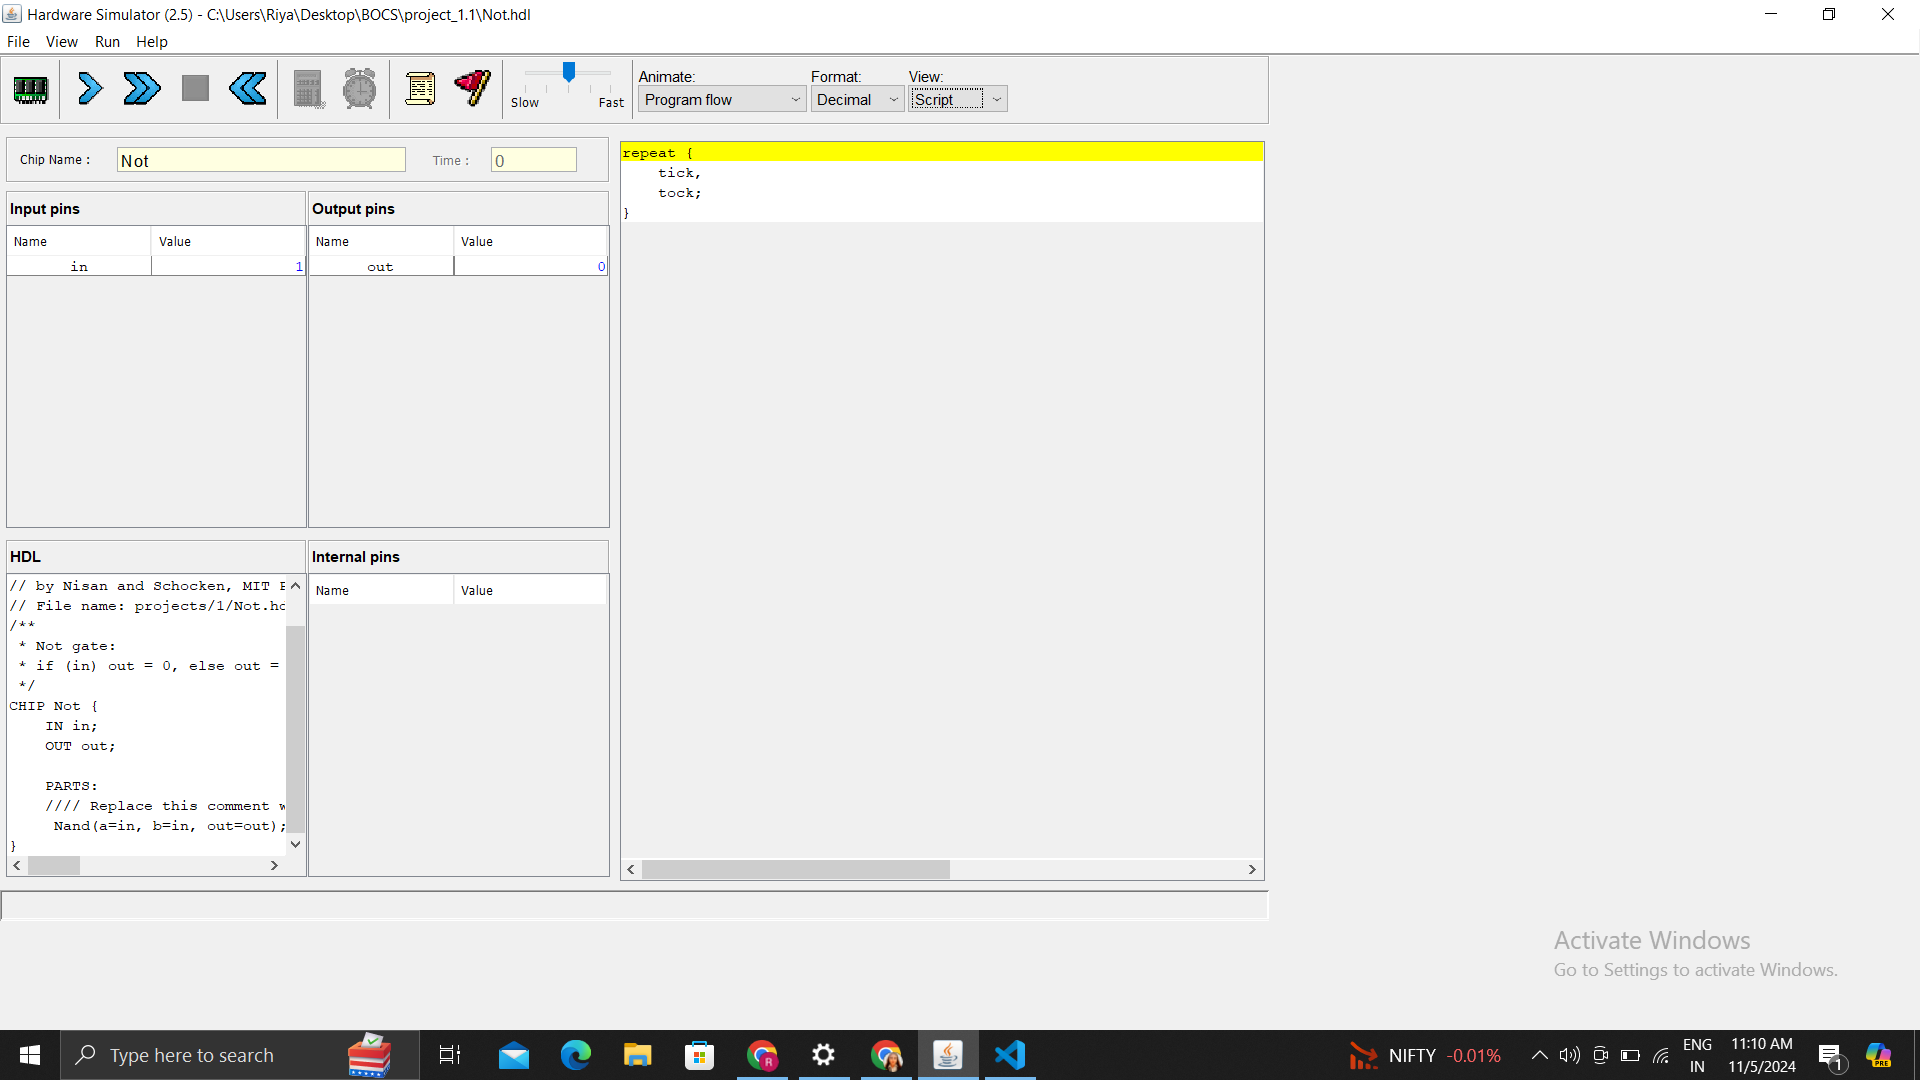 Hardware Simulator (2.5) - C:\Users\Riya\Desktop\BOCS\project_1.1\Not.hdl
File View Run Help
Slow Fast
Animate: Format: View:
Program flow Decimal Script
Chip Name : Not Time : 0
Input pins Output pins
Name Value Name Value
in 1 out 0
repeat {
    tick,
    tock;
}
HDL Internal pins
Name Value
// by Nisan and Schocken, MIT
// File name: projects/1/Not.
/**
 * Not gate:
 * if (in) out = 0, else out =
 */
CHIP Not {
    IN in;
    OUT out;
    PARTS:
    //// Replace this comment
     Nand(a=in, b=in, out=out);
}
Activate Windows
Go to Settings to activate Windows.
Type here to search
R
NIFTY -0.01%
ENG
IN
11:10 AM
11/5/2024
1
PRE